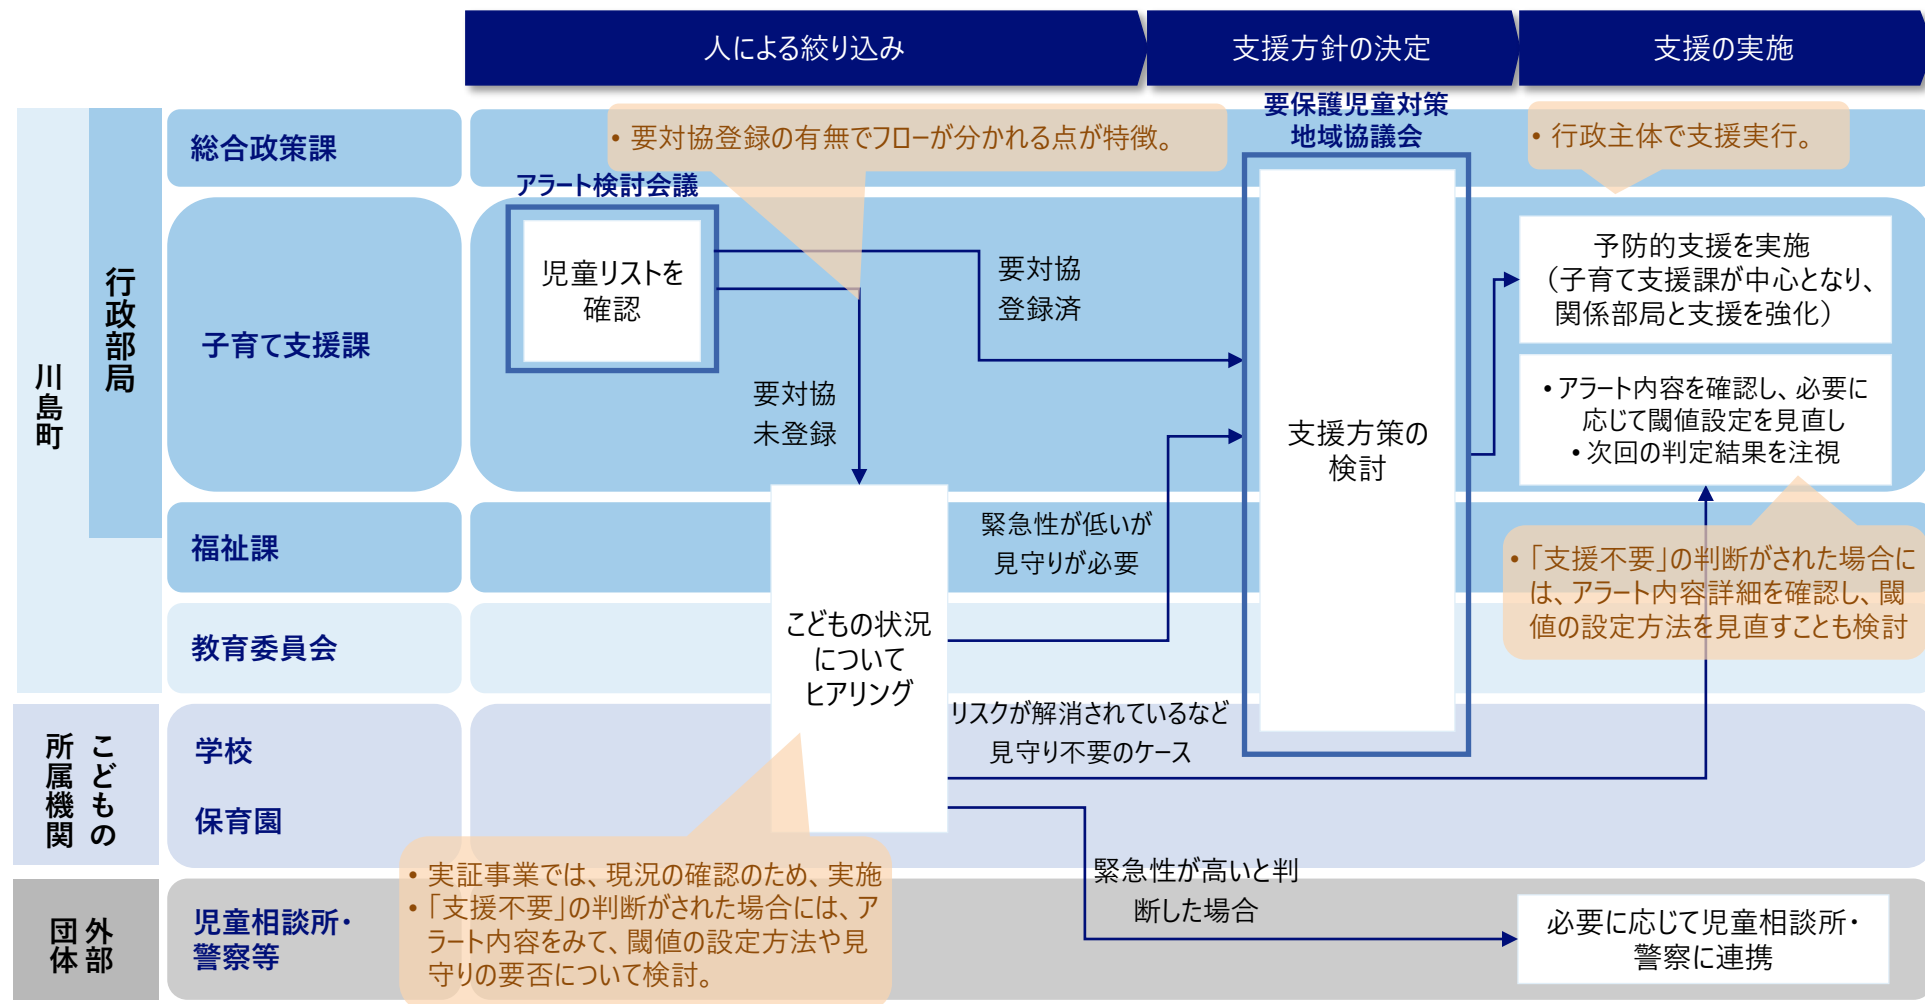 人による絞り込み
支援方針の決定
支援の実施
川島町
行政部局
総合政策課
子育て支援課
福祉課
教育委員会
こどもの
所属機関
学校
保育園
外部
団体
児童相談所・
警察等
• 要対協登録の有無でフローが分かれる点が特徴。
アラート検討会議
児童リストを
確認
要対協
登録済
要対協
未登録
こどもの状況
について
ヒアリング
緊急性が低いが
見守りが必要
リスクが解消されているなど
見守り不要のケース
緊急性が高いと判
断した場合
• 実証事業では、現況の確認のため、実施
• 「支援不要」の判断がされた場合には、ア
ラート内容をみて、閾値の設定方法や見
守りの要否について検討。
要保護児童対策
地域協議会
支援方策の
検討
• 行政主体で支援実行。
予防的支援を実施
（子育て支援課が中心となり、
関係部局と支援を強化）
• アラート内容を確認し、必要に
応じて閾値設定を見直し
• 次回の判定結果を注視
• 「支援不要」の判断がされた場合に
は、アラート内容詳細を確認し、閾
値の設定方法を見直すことも検討
必要に応じて児童相談所・
警察に連携